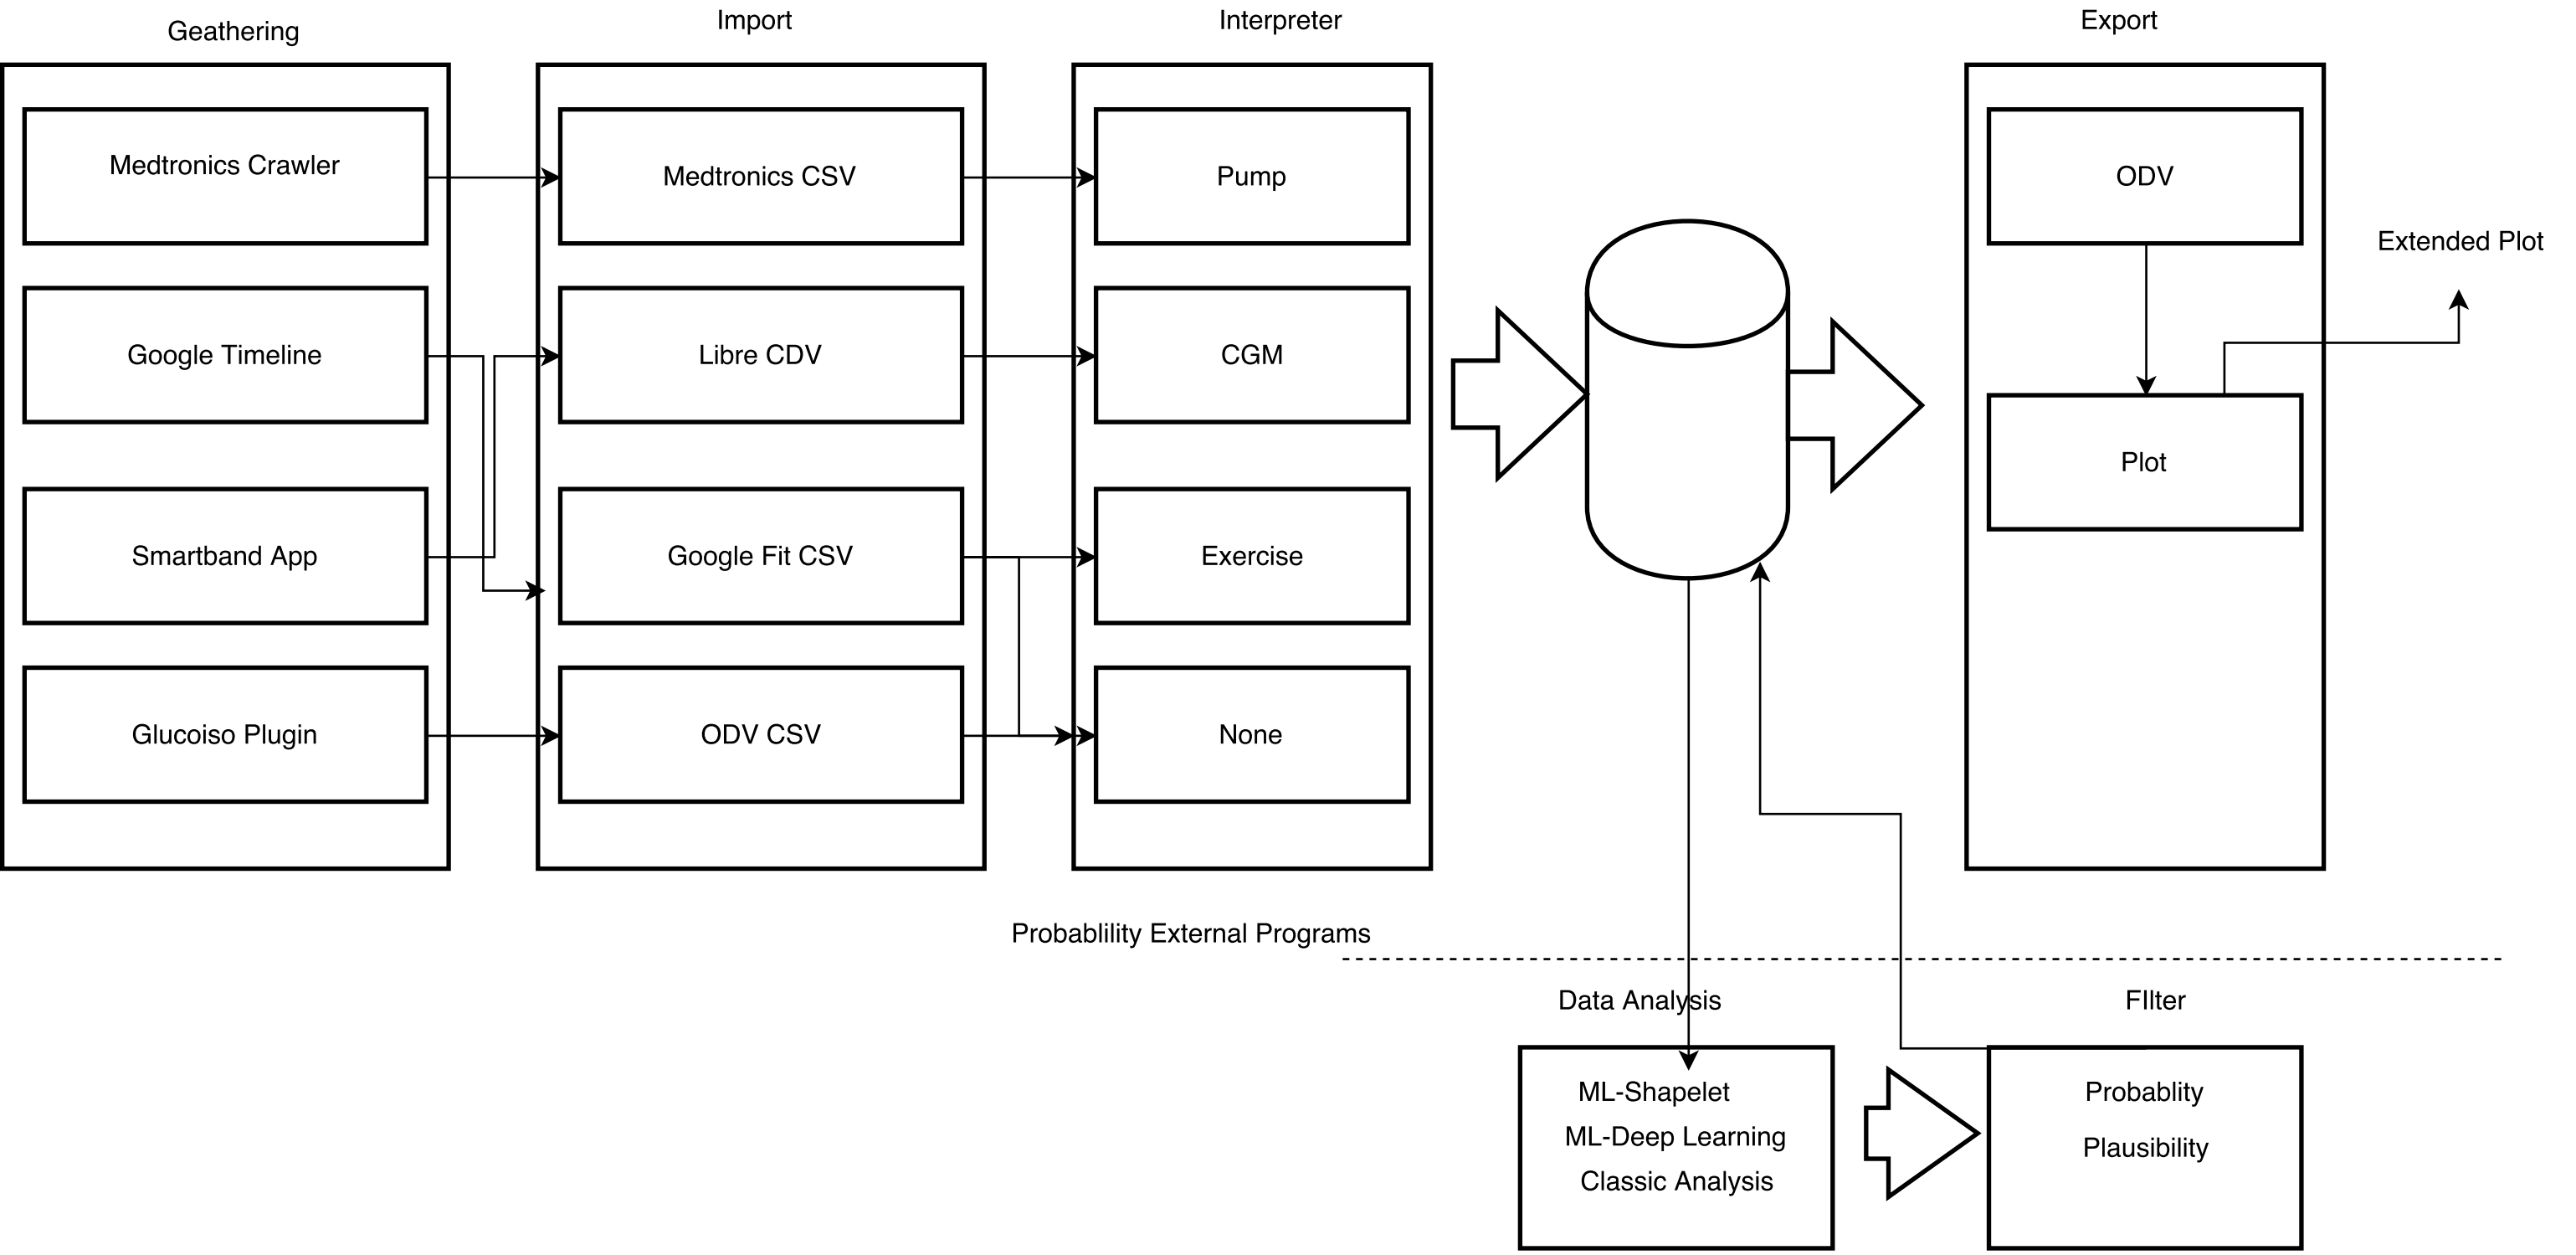 Geathering
Import
Interpreter
Export
Medtronics Crawler
Medtronics CSV
Pump
ODV
Extended Plot
Google Timeline
Libre CDV
CGM
Plot
Smartband App
Google Fit CSV
Exercise
Glucoiso Plugin
ODV CSV
None
Probablility External Programs
Data Analysis
FIlter
ML-Shapelet
ML-Deep Learning
Classic Analysis
Probablity
Plausibility